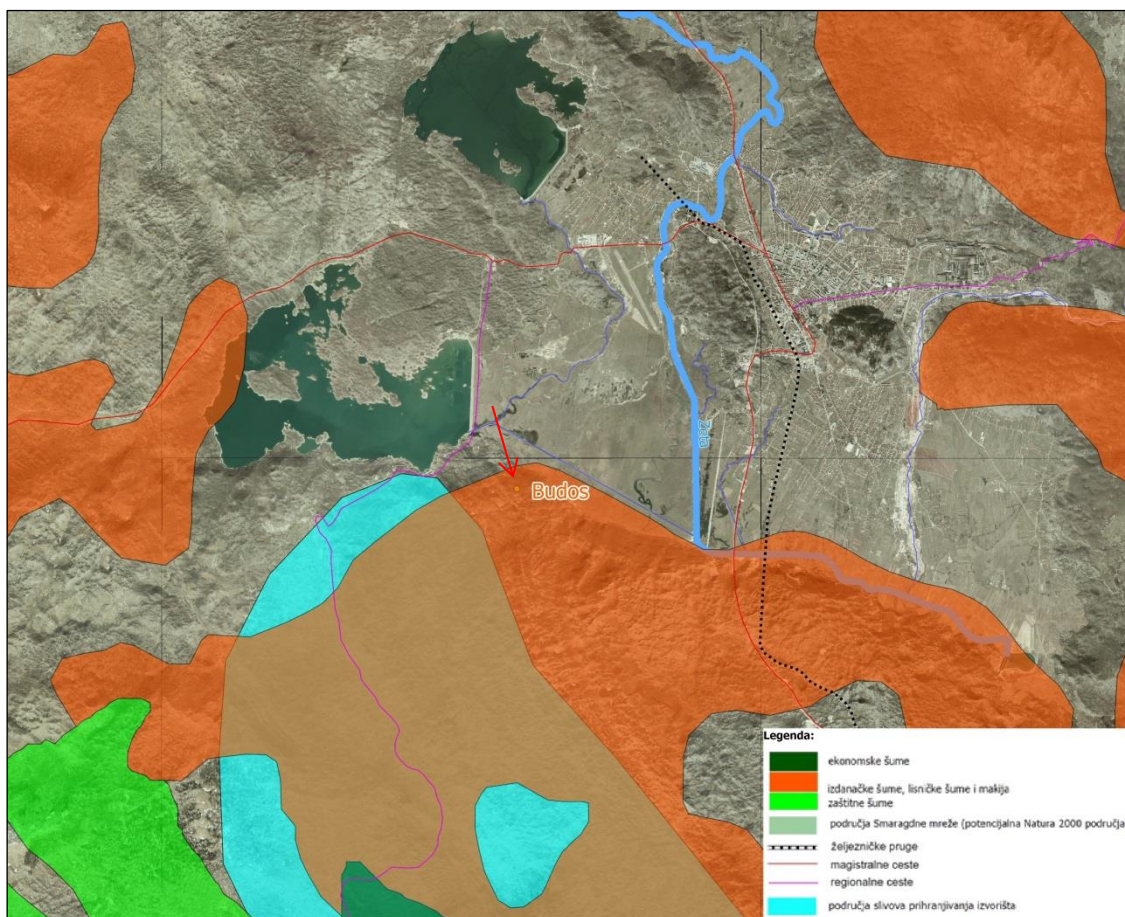 Zeta
Budos
Legenda:
ekonomske šume
izdanačke šume, lisničke šume i makija
zaštitne šume
područja Smaragdne mreže (potencijalna Natura 2000 područja
željezničke pruge
magistralne ceste
regionalne ceste
područja slivova prihranjivanja izvorišta